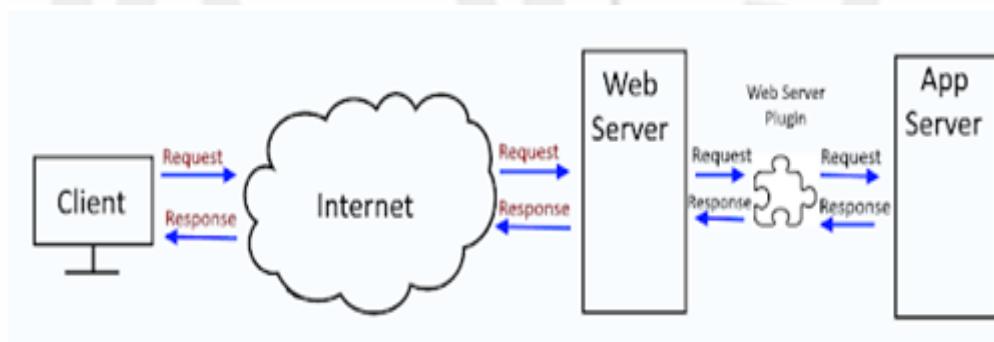 Client
Request
Response
Internet
Request
Response
Web
Server
Request
Response
Web Server
Plugin
Request
Response
App
Server